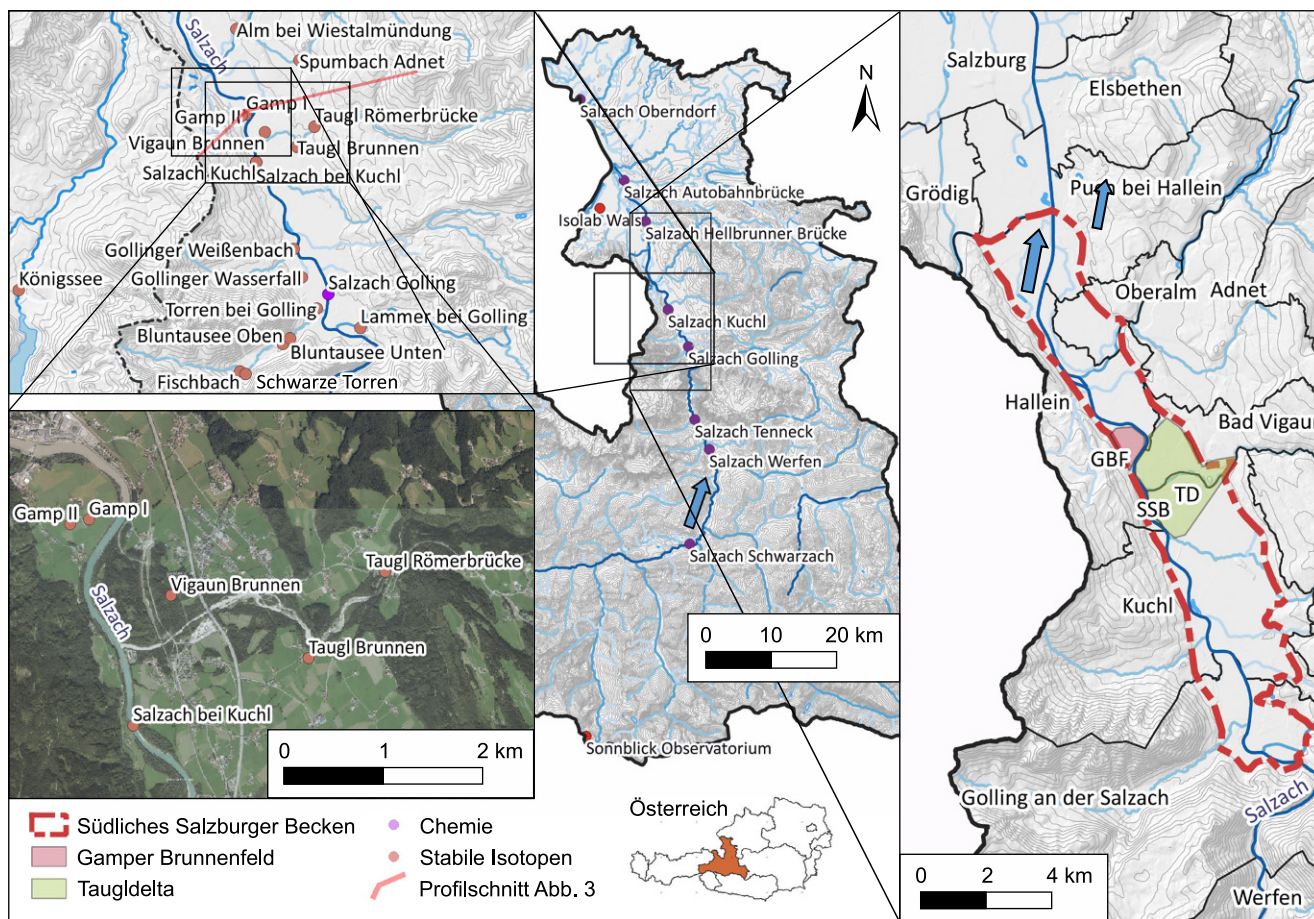 Salzach
Alm bei Wiestalmündung
Spumbach Adnet
Gamp I
Gamp II
Taugl Römerbrücke
Vigaun Brunnen
Taugl Brunnen
Salzach Kuchl
Salzach bei Kuchl
Gollinger Weißenbach
Königssee
Gollinger Wasserfall
Salzach Golling
Torren bei Golling
Lammer bei Golling
Bluntausee Oben
Bluntausee Unten
Fischbach
Schwarze Torren
Gamp II
Gamp I
Taugl Römerbrücke
Vigaun Brunnen
Salzach
Taugl Brunnen
Salzach bei Kuchl
0 1 2 km
N
Salzach Oberndorf
Salzach Autobahnbrücke
Isolab Wals
Salzach Hellbrunner Brücke
Salzach Kuchl
Salzach Golling
Salzach Tenneck
Salzach Werfen
Salzach Schwarzach
0 10 20 km
Sonnblick Observatorium
Salzburg
Elsbethen
Grödig
Puch bei Hallein
Oberalm
Adnet
Hallein
Bad Vigaun
GBF
TD
SSB
Kuchl
Golling an der Salzach
Salzach
Werfen
0 2 4 km
Südliches Salzburger Becken
Gamper Brunnenfeld
Taugldelta
Chemie
Stabile Isotopen
Profilschnitt Abb. 3
Österreich